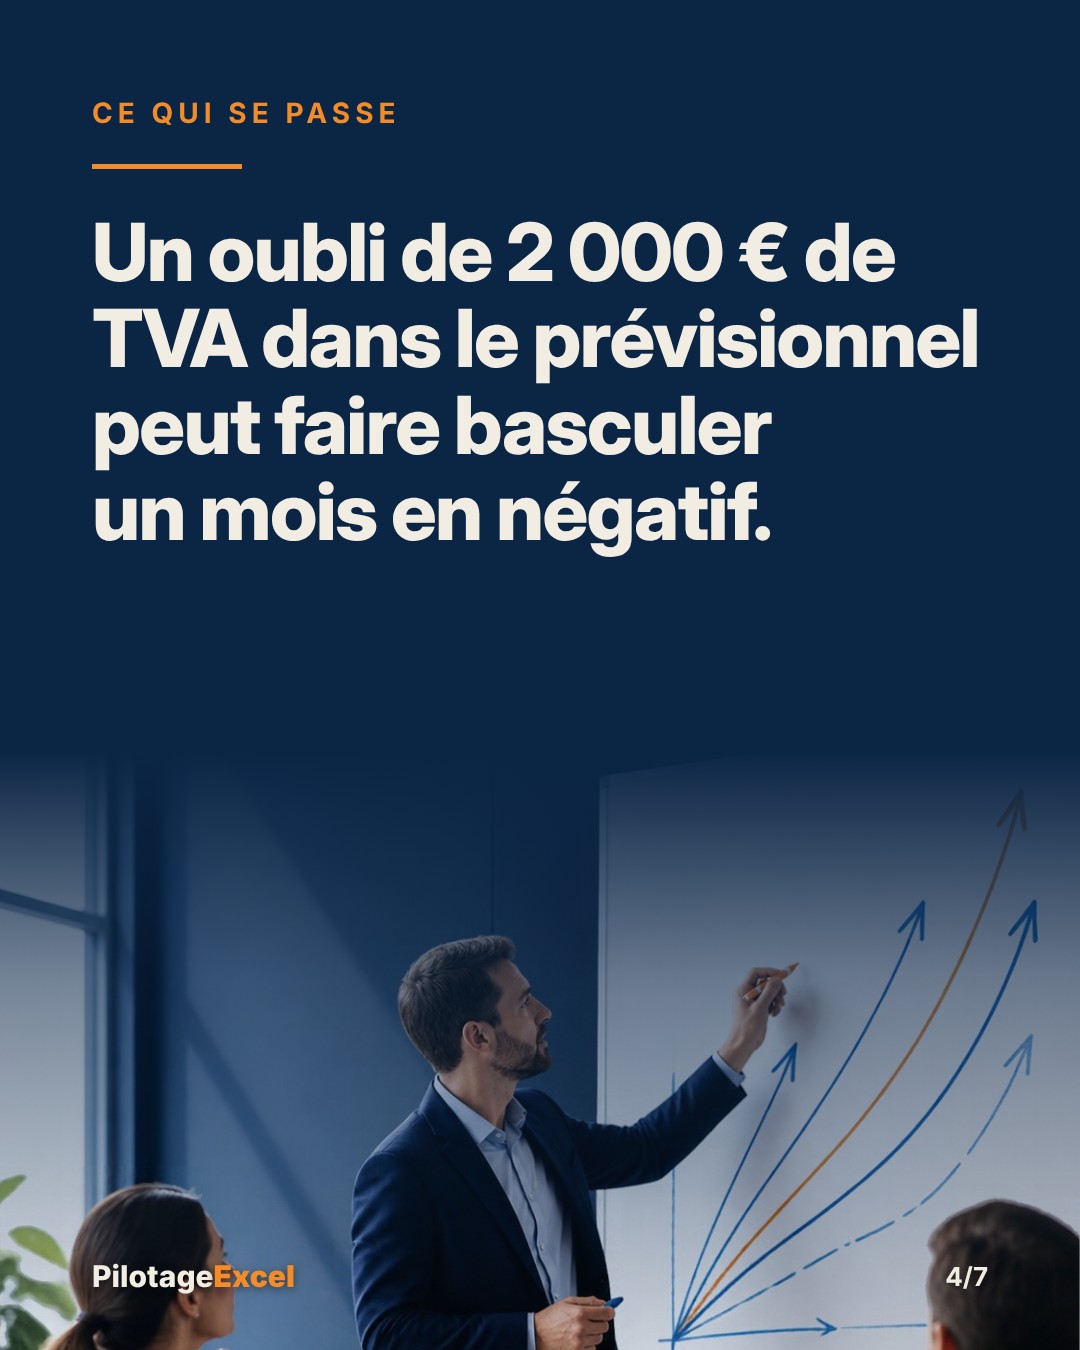 CE QUI SE PASSE
Un oubli de 2 000 € de
TVA dans le prévisionnel
peut faire basculer
un mois en négatif.
PilotageExcel
4/7